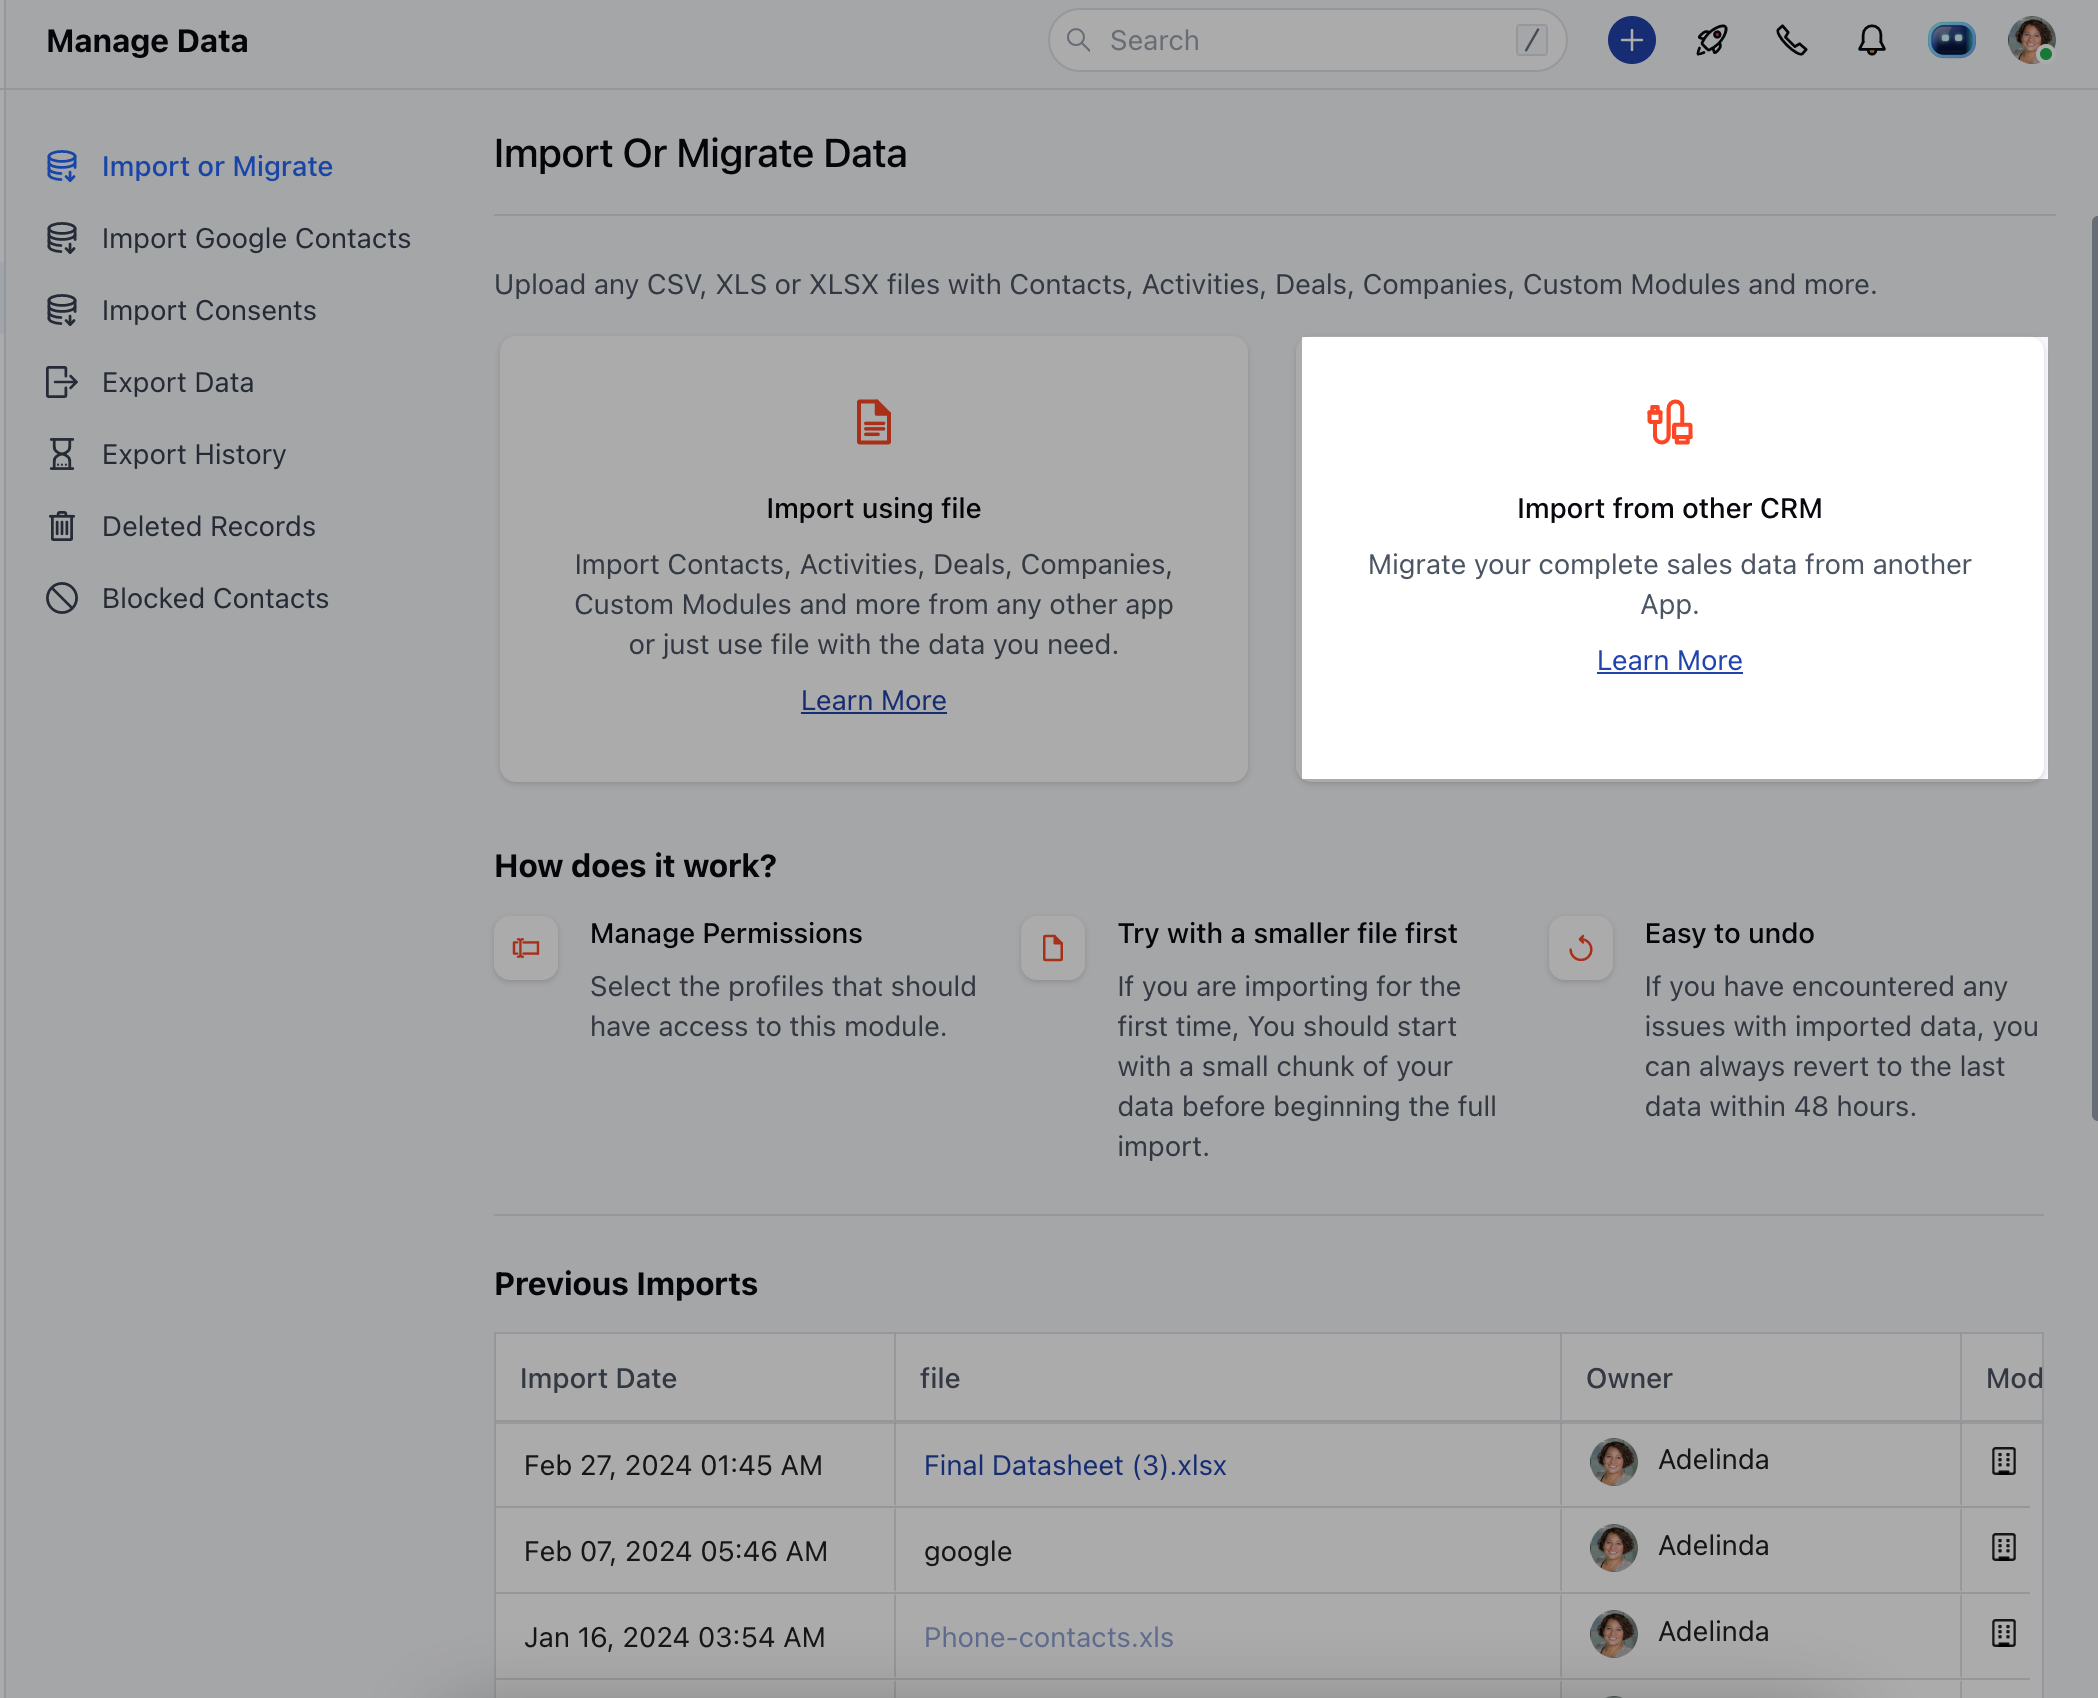 Manage Data
Search
/
Import or Migrate
Import Google Contacts
Import Consents
Export Data
Export History
Deleted Records
Blocked Contacts
Import Or Migrate Data
Upload any CSV, XLS or XLSX files with Contacts, Activities, Deals, Companies, Custom Modules and more.
Import using file
Import Contacts, Activities, Deals, Companies,
Custom Modules and more from any other app
or just use file with the data you need.
Learn More
Import from other CRM
Migrate your complete sales data from another
App.
Learn More
How does it work?
Manage Permissions
Select the profiles that should
have access to this module.
Try with a smaller file first
If you are importing for the
first time, You should start
with a small chunk of your
data before beginning the full
import.
Easy to undo
If you have encountered any
issues with imported data, you
can always revert to the last
data within 48 hours.
Previous Imports
Import Date file Owner Mod
Feb 27, 2024 01:45 AM Final Datasheet (3).xlsx Adelinda
Feb 07, 2024 05:46 AM google Adelinda
Jan 16, 2024 03:54 AM Phone-contacts.xls Adelinda